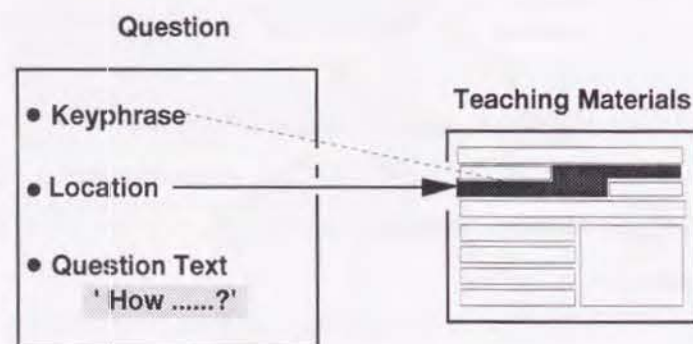 Question
Teaching Materials
● Keyphrase
● Location
● Question Text
' How ......?'